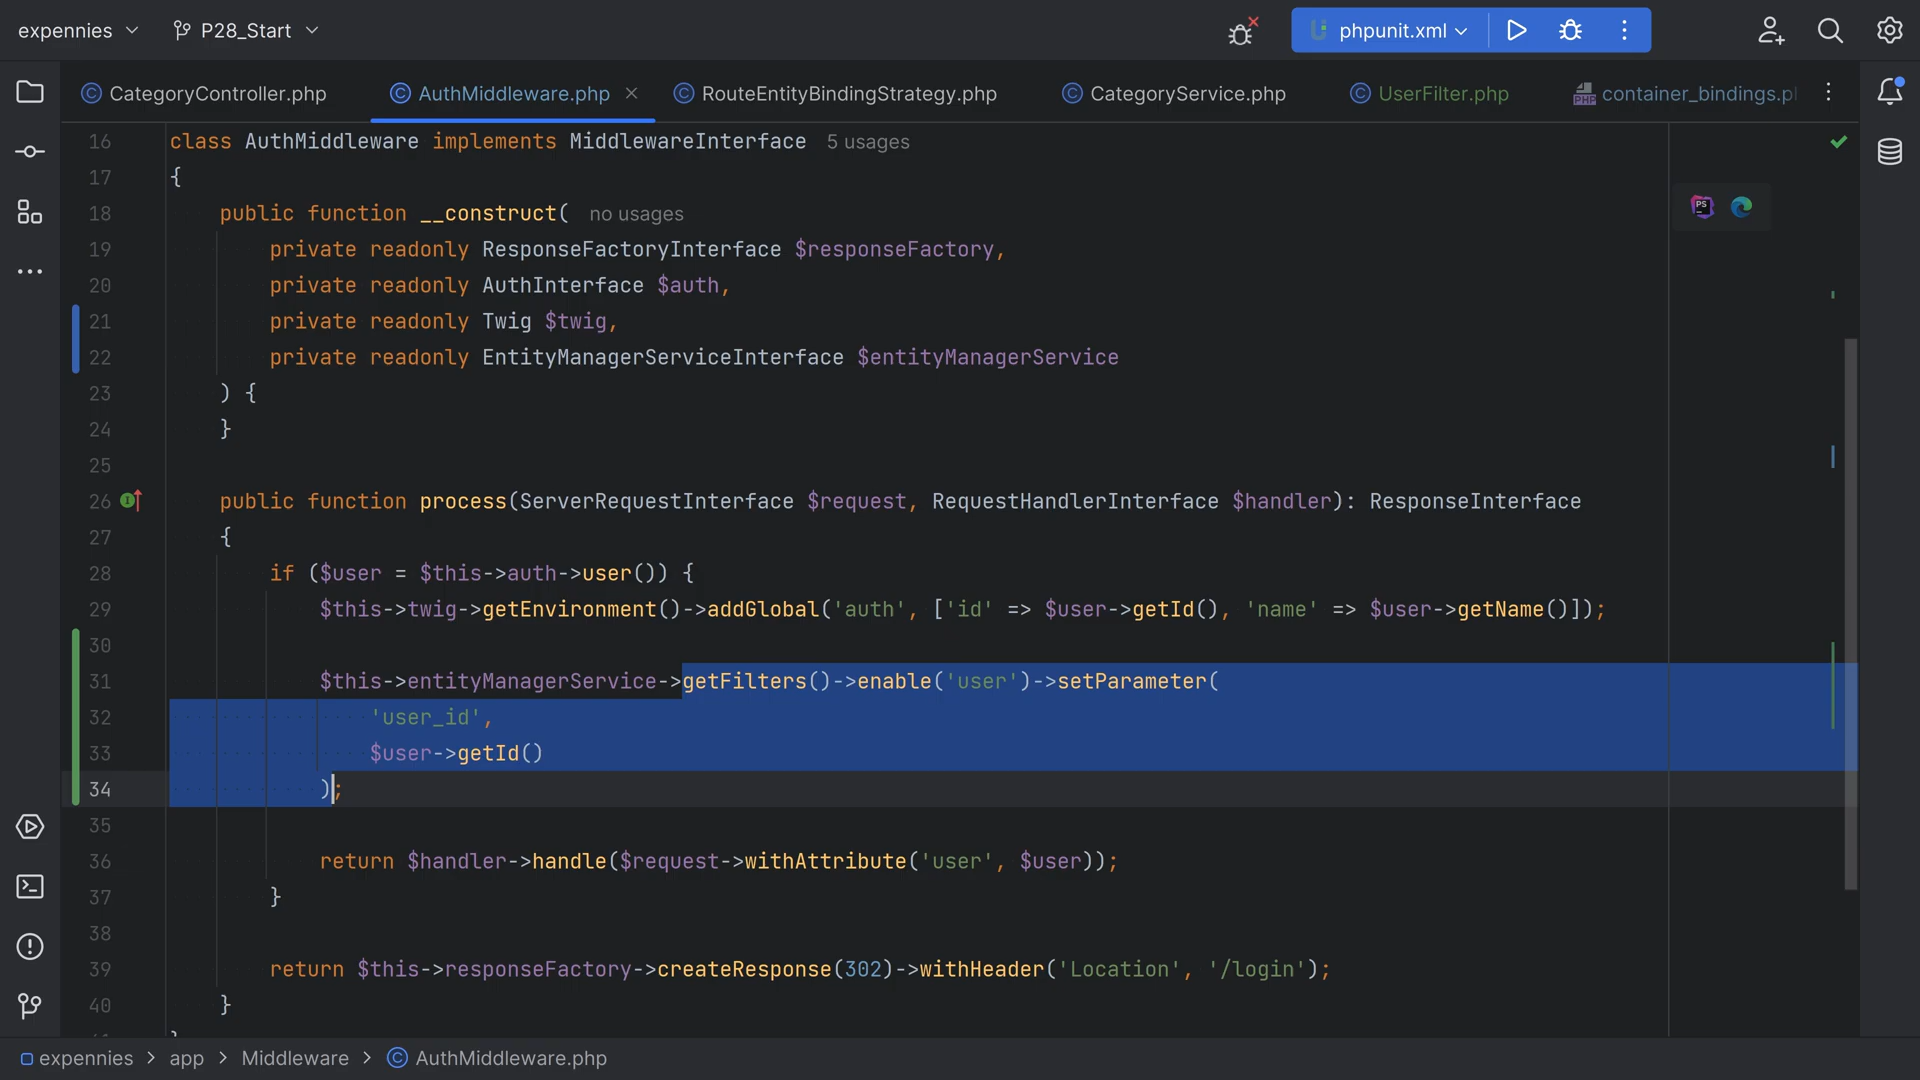 expennies
P28_Start
phpunit.xml
CategoryController.php
AuthMiddleware.php
RouteEntityBindingStrategy.php
CategoryService.php
UserFilter.php
container_bindings.p
16 class AuthMiddleware implements MiddlewareInterface 5 usages
17 {
18 public function __construct( no usages
19 private readonly ResponseFactoryInterface $responseFactory,
20 private readonly AuthInterface $auth,
21 private readonly Twig $twig,
22 private readonly EntityManagerServiceInterface $entityManagerService
23 ) {
24 }
25
26 public function process(ServerRequestInterface $request, RequestHandlerInterface $handler): ResponseInterface
27 {
28 if ($user = $this->auth->user()) {
29 $this->twig->getEnvironment()->addGlobal('auth', ['id' => $user->getId(), 'name' => $user->getName()]);
30
31 $this->entityManagerService->getFilters()->enable('user')->setParameter(
32 'user_id',
33 $user->getId()
34 );
35
36 return $handler->handle($request->withAttribute('user', $user));
37 }
38
39 return $this->responseFactory->createResponse(302)->withHeader('Location', '/login');
40 }
expennies > app > Middleware > AuthMiddleware.php